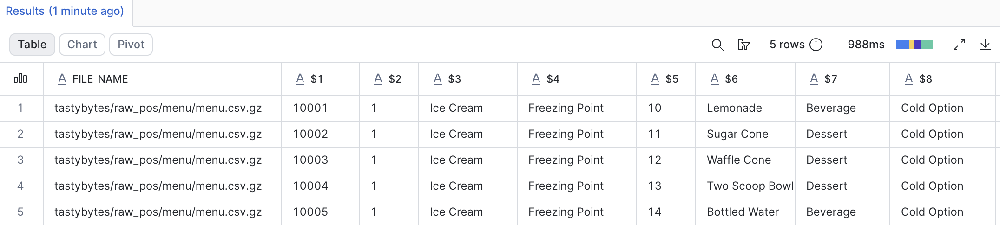 Results (1 minute ago)
Table Chart Pivot 5 rows 988ms
A FILE_NAME A $1 A $2 A $3 A $4 A $5 A $6 A $7 A $8
1 tastybytes/raw_pos/menu/menu.csv.gz 10001 1 Ice Cream Freezing Point 10 Lemonade Beverage Cold Option
2 tastybytes/raw_pos/menu/menu.csv.gz 10002 1 Ice Cream Freezing Point 11 Sugar Cone Dessert Cold Option
3 tastybytes/raw_pos/menu/menu.csv.gz 10003 1 Ice Cream Freezing Point 12 Waffle Cone Dessert Cold Option
4 tastybytes/raw_pos/menu/menu.csv.gz 10004 1 Ice Cream Freezing Point 13 Two Scoop Bowl Dessert Cold Option
5 tastybytes/raw_pos/menu/menu.csv.gz 10005 1 Ice Cream Freezing Point 14 Bottled Water Beverage Cold Option